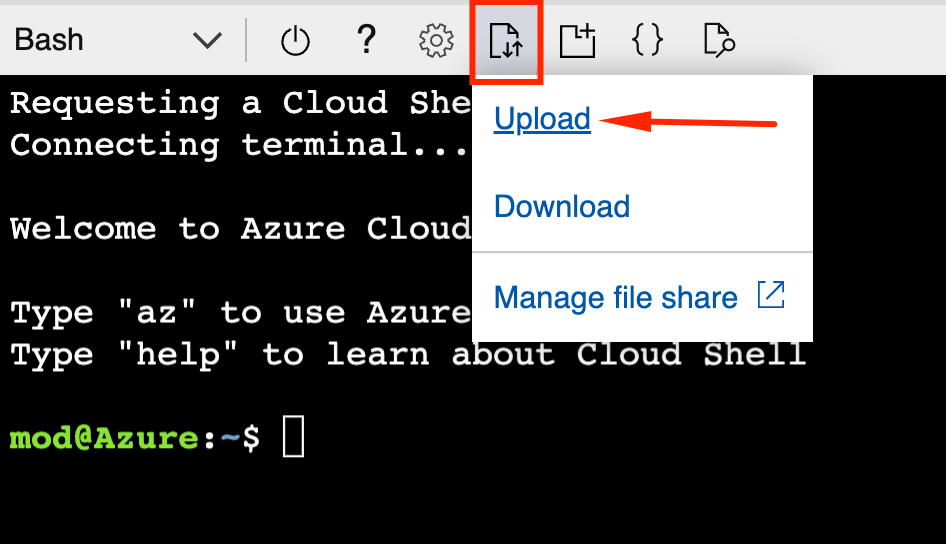 Bash
?
{ }
Requesting a Cloud She
Connecting terminal...
Welcome to Azure Cloud
Type "az" to use Azure
Type "help" to learn about Cloud Shell
mod@Azure:~$
Upload
Download
Manage file share